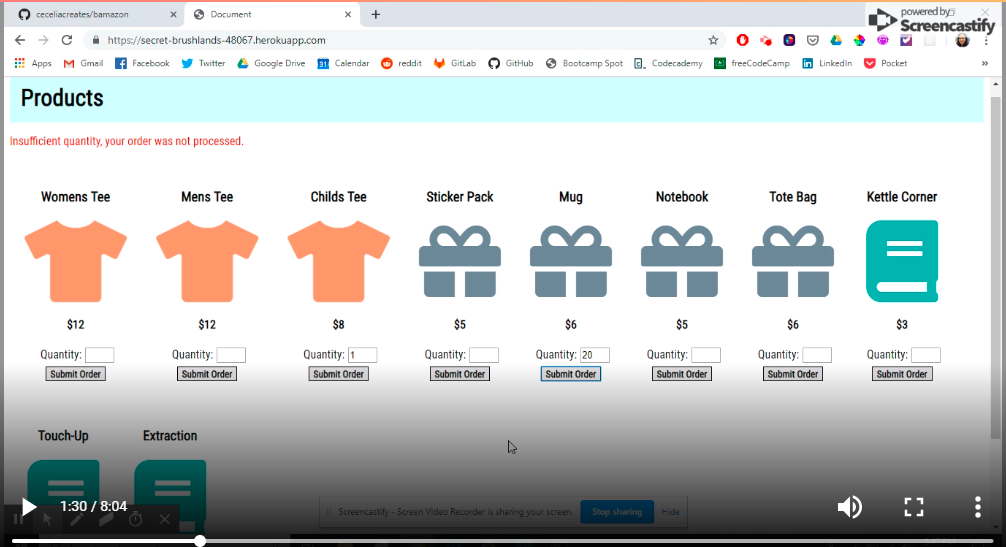 ceceliacreates/bamazon
Document
powered by
Screencastify
https://secret-brushlands-48067.herokuapp.com
Apps Gmail Facebook Twitter Google Drive Calendar reddit GitLab GitHub Bootcamp Spot Codecademy freeCodeCamp LinkedIn Pocket
Products
Insufficient quantity, your order was not processed.
Womens Tee Mens Tee Childs Tee Sticker Pack Mug Notebook Tote Bag Kettle Corner
$12 $12 $8 $5 $6 $5 $6 $3
Quantity: Quantity: Quantity: 1 Quantity: Quantity: 20 Quantity: Quantity: Quantity:
Submit Order Submit Order Submit Order Submit Order Submit Order Submit Order Submit Order Submit Order
Touch-Up Extraction
1:30 / 8:04
Screencastify - Screen Video Recorder is sharing your screen. Stop sharing Hide